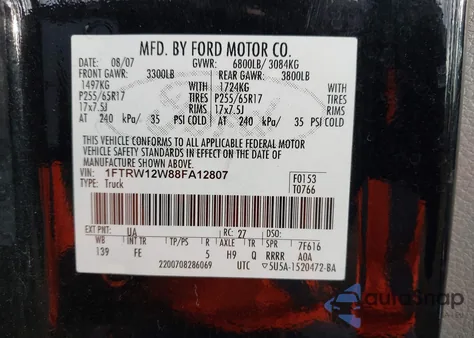 MFD. BY FORD MOTOR CO.
DATE: 08/07 GVWR: 6800LB/ 3084KG
FRONT GAWR: 3300LB REAR GAWR: 3800LB
1497KG WITH 1724KG WITH
P255/65R17 TIRES P255/65R17 TIRES
17x7.5J RIMS 17x7.5J RIMS
AT 240 kPa/ 35 PSI COLD AT 240 kPa/ 35 PSI COLD
THIS VEHICLE CONFORMS TO ALL APPLICABLE FEDERAL MOTOR
VEHICLE SAFETY STANDARDS IN EFFECT ON THE DATE OF
MANUFACTURE SHOWN ABOVE.
VIN: 1FTRW12W88FA12807
TYPE: Truck
F0153
T0766
EXT PNT: UA RC: 27 DSO:
WB INT TR TP/PS R AXLE TR SPR 7F616
139 FE 5 H9 Q RRRR A0A
2200708286069 UTC ▽5U5A-1520472-BA
autoSnap